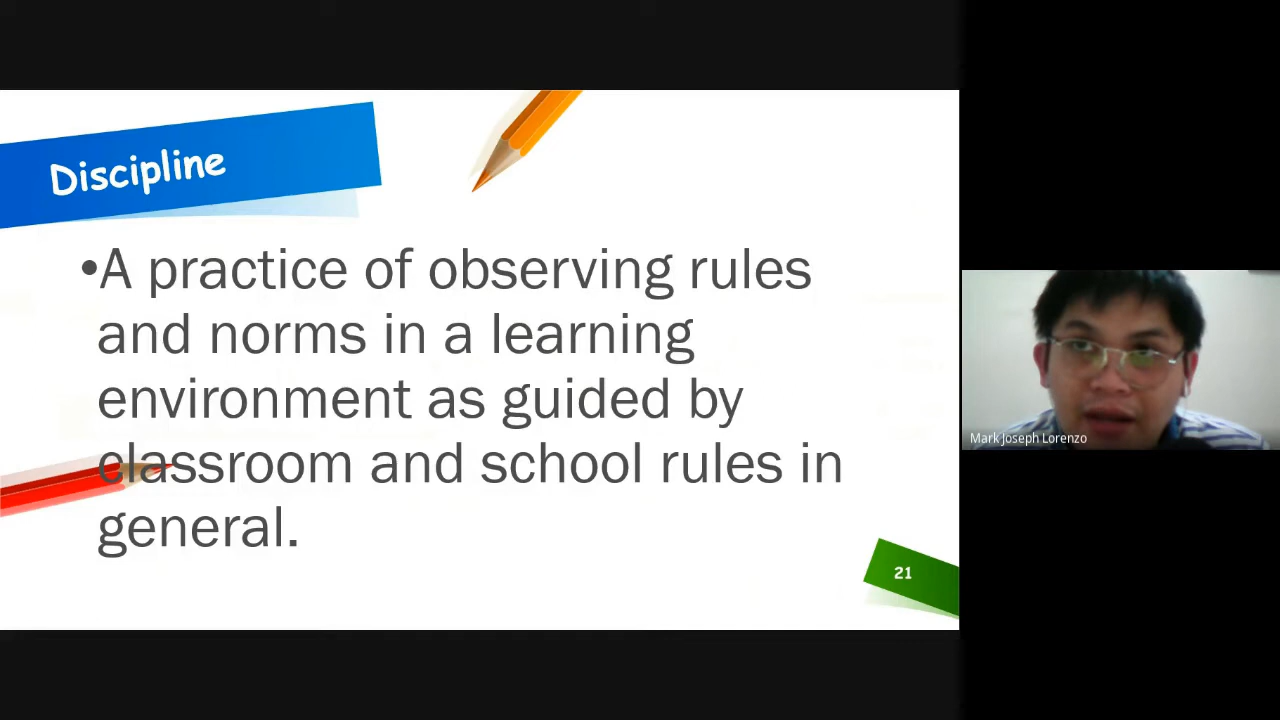 Discipline
•A practice of observing rules
and norms in a learning
environment as guided by
classroom and school rules in
general.
21
Mark Joseph Lorenzo